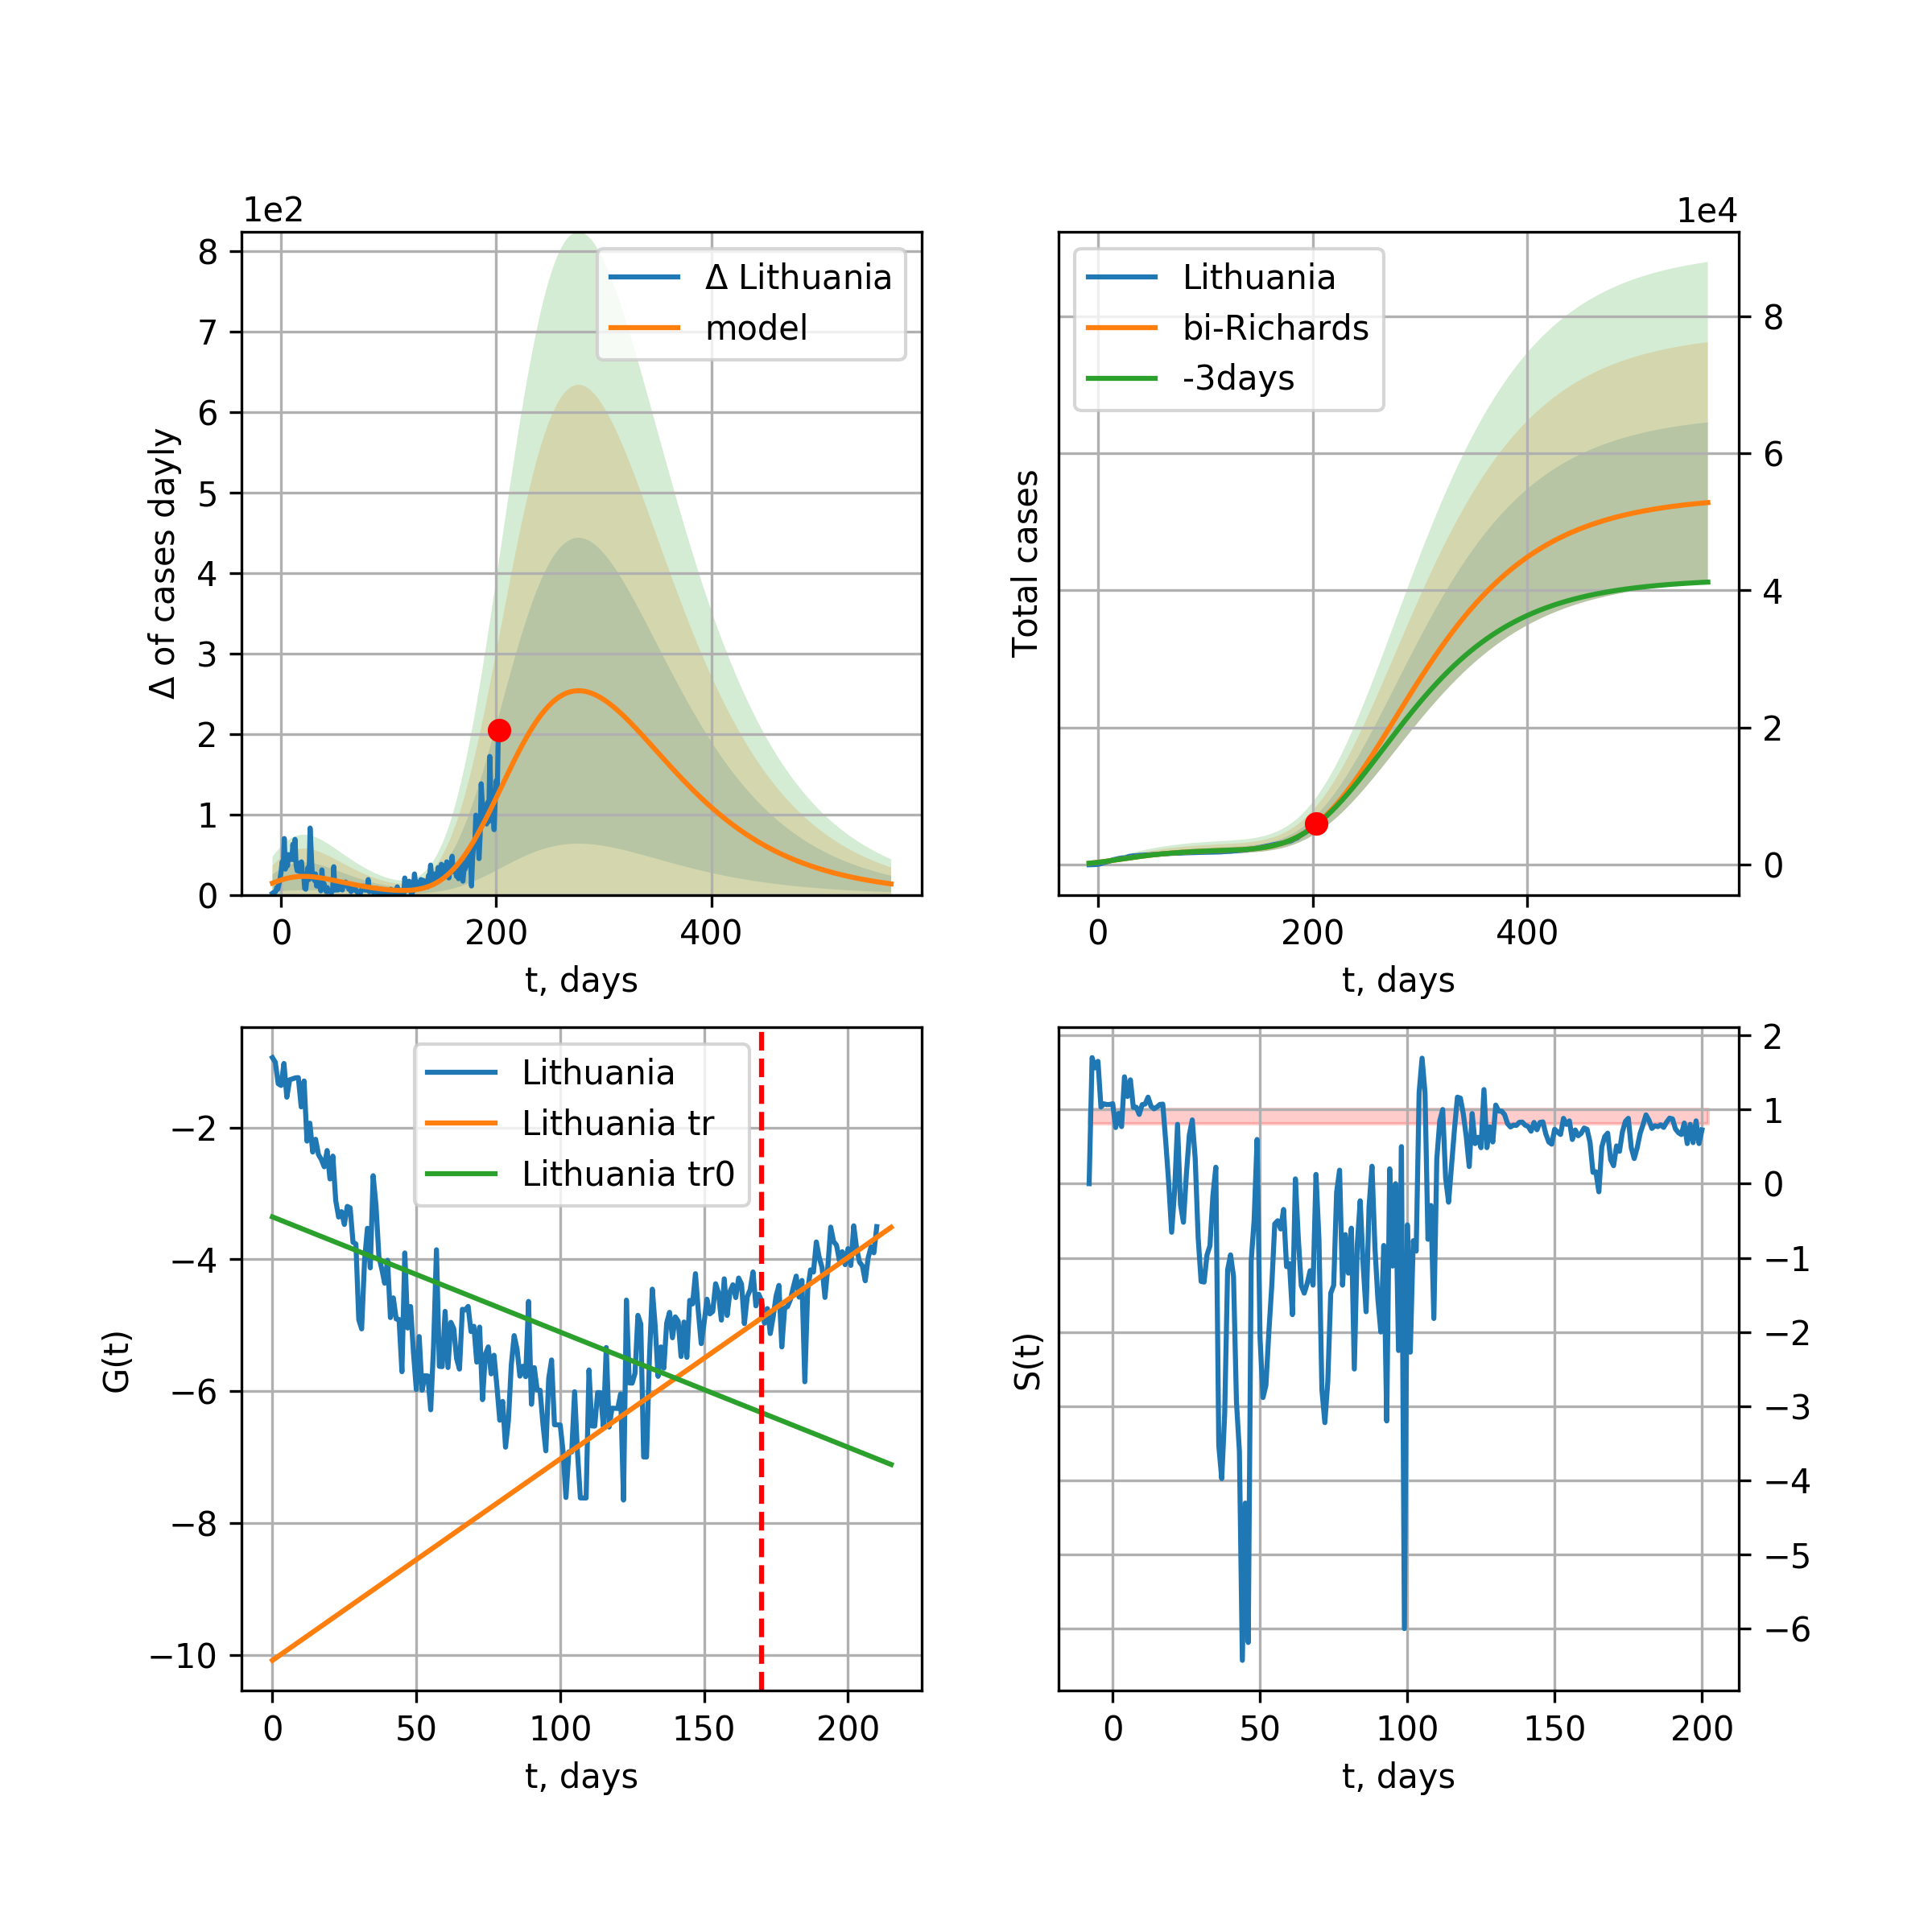 1e2
8
7
6
5
4
3
2
1
0
Δ of cases dayly
Δ Lithuania
model
0 200 400
t, days
1e4
Lithuania
bi-Richards
-3days
Total cases
8
6
4
2
0
0 200 400
t, days
G(t)
−2
−4
−6
−8
−10
Lithuania
Lithuania tr
Lithuania tr0
0 50 100 150 200
t, days
S(t)
2
1
0
−1
−2
−3
−4
−5
−6
0 50 100 150 200
t, days